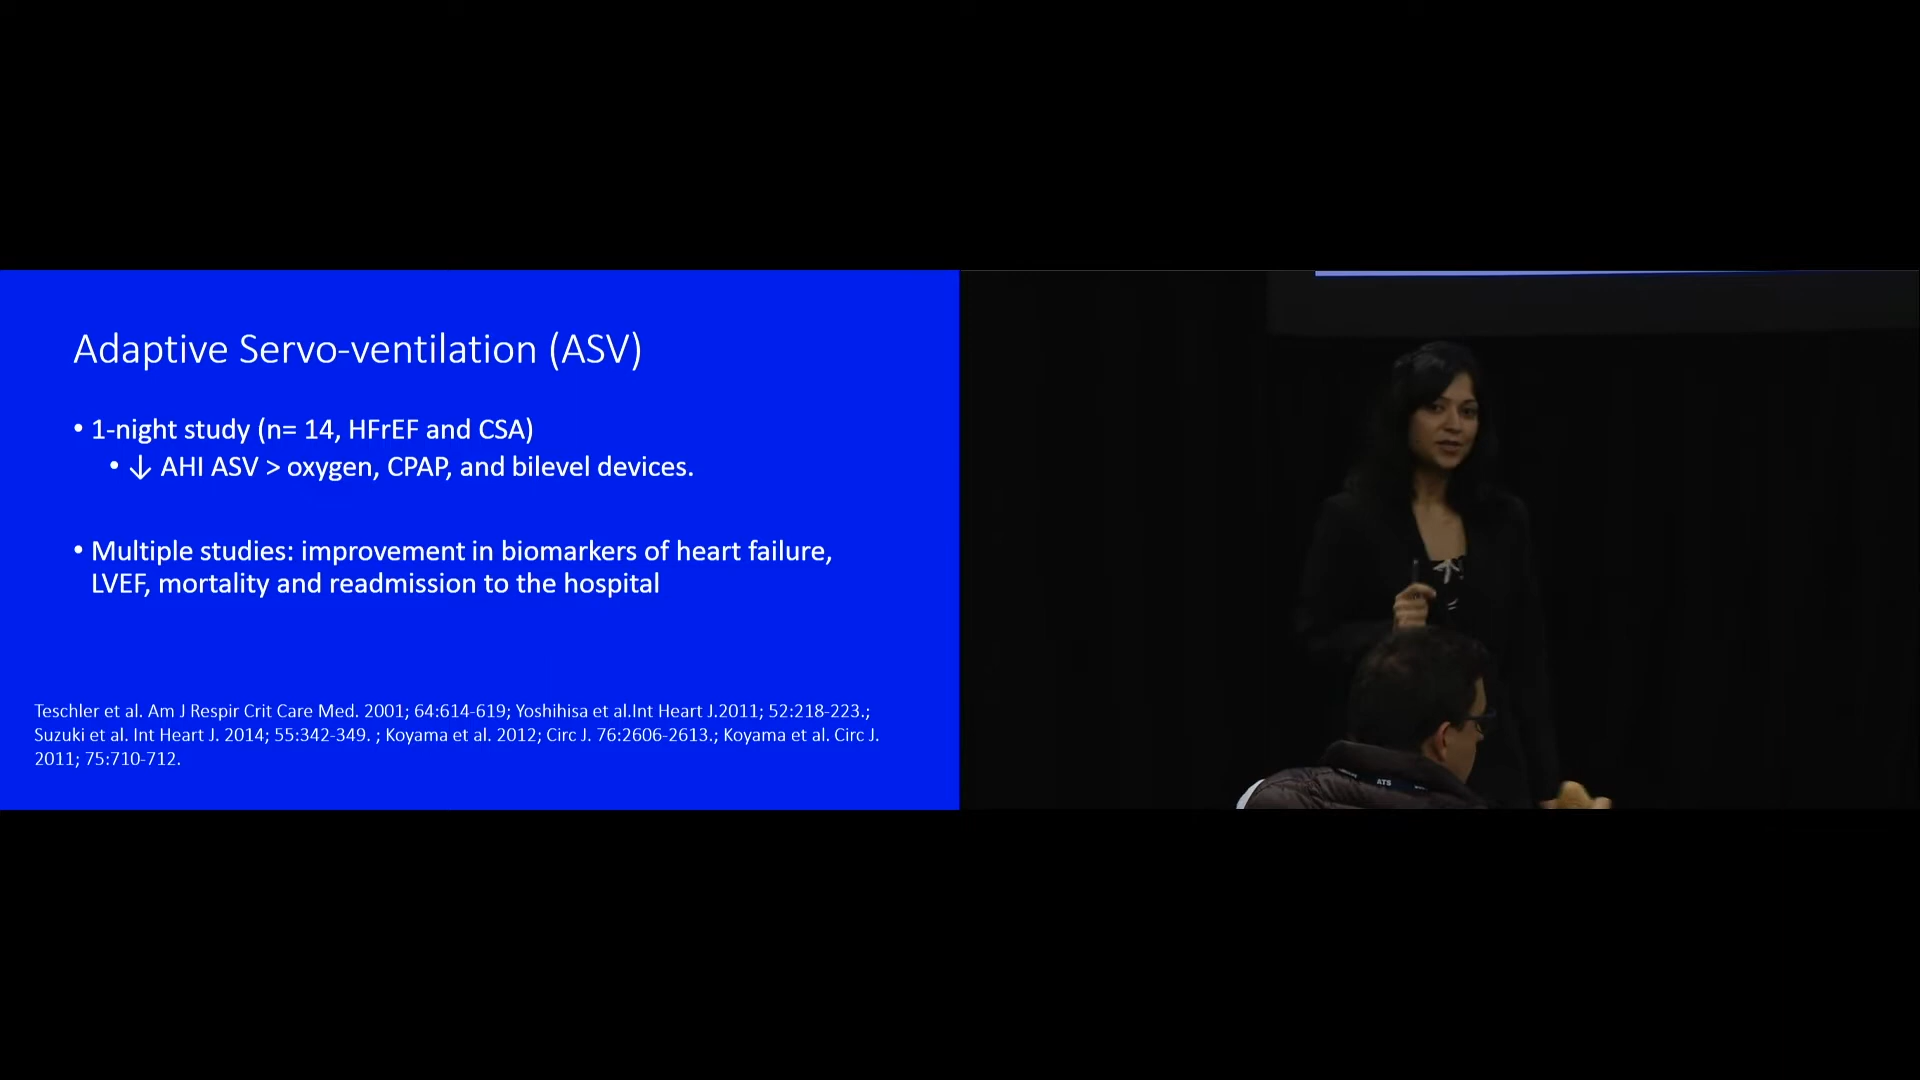 Adaptive Servo-ventilation (ASV)
• 1-night study (n= 14, HFrEF and CSA)
• ↓ AHI ASV > oxygen, CPAP, and bilevel devices.
• Multiple studies: improvement in biomarkers of heart failure,
LVEF, mortality and readmission to the hospital
Teschler et al. Am J Respir Crit Care Med. 2001; 64:614-619; Yoshihisa et al.Int Heart J.2011; 52:218-223.;
Suzuki et al. Int Heart J. 2014; 55:342-349. ; Koyama et al. 2012; Circ J. 76:2606-2613.; Koyama et al. Circ J.
2011; 75:710-712.
ATS